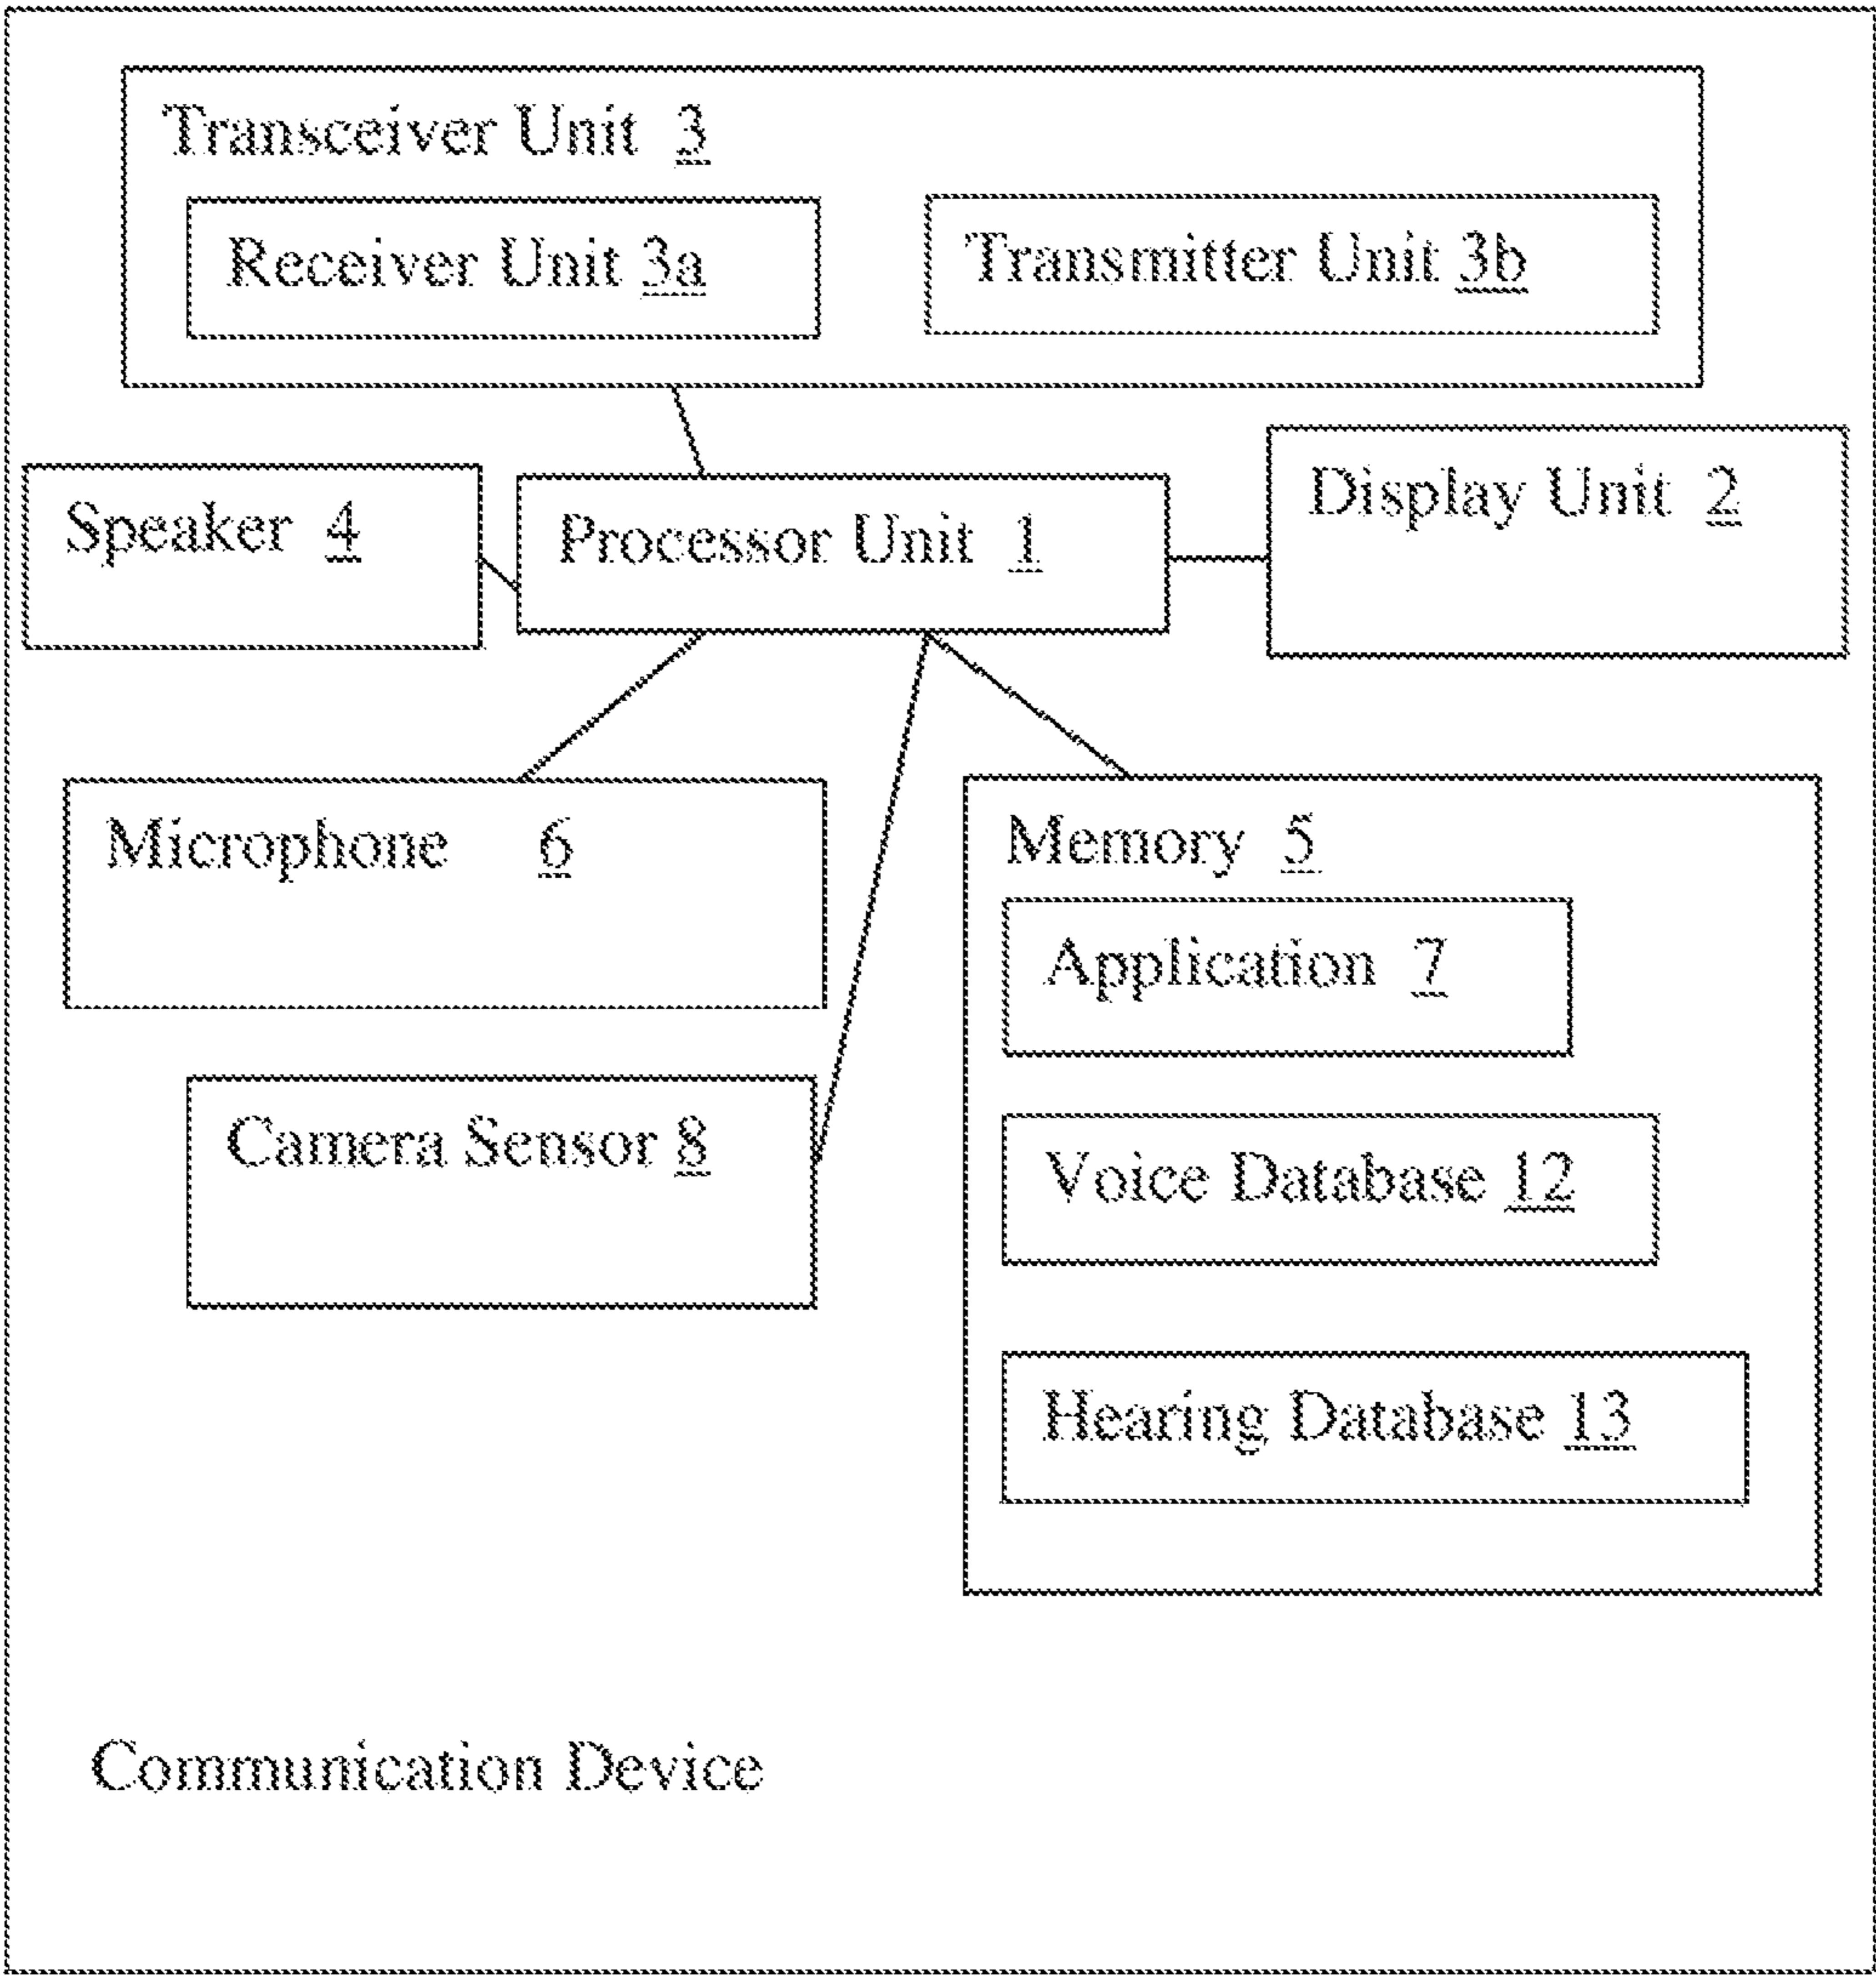 Transceiver Unit 3
Receiver Unit 3a
Transmitter Unit 3b
Speaker 4
Processor Unit 1
Display Unit 2
Microphone 6
Memory 5
Application 7
Camera Sensor 8
Voice Database 12
Hearing Database 13
Communication Device